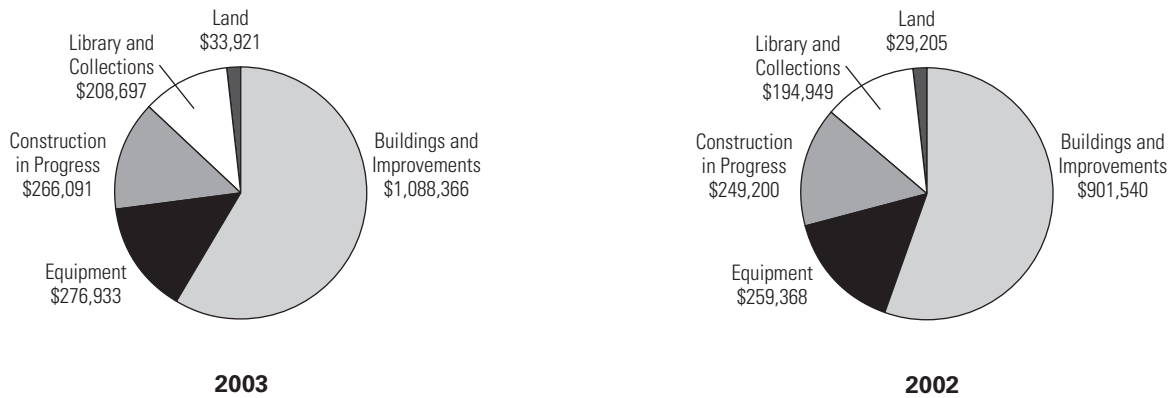 Land
$33,921
Library and
Collections
$208,697
Construction
in Progress
$266,091
Buildings and
Improvements
$1,088,366
Equipment
$276,933
2003
Land
$29,205
Library and
Collections
$194,949
Construction
in Progress
$249,200
Buildings and
Improvements
$901,540
Equipment
$259,368
2002